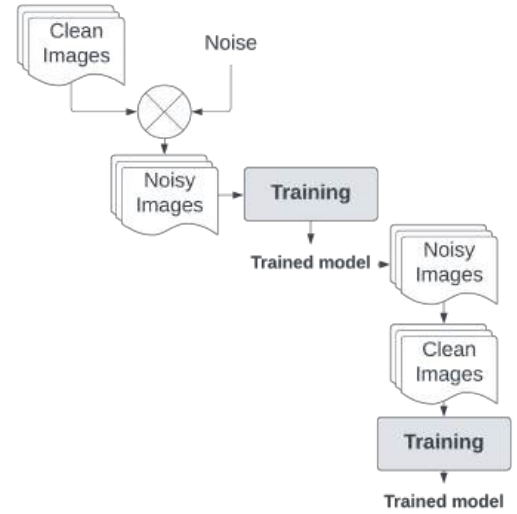 Clean
Images
Noise
Noisy
Images
Training
Trained model
Noisy
Images
Clean
Images
Training
Trained model